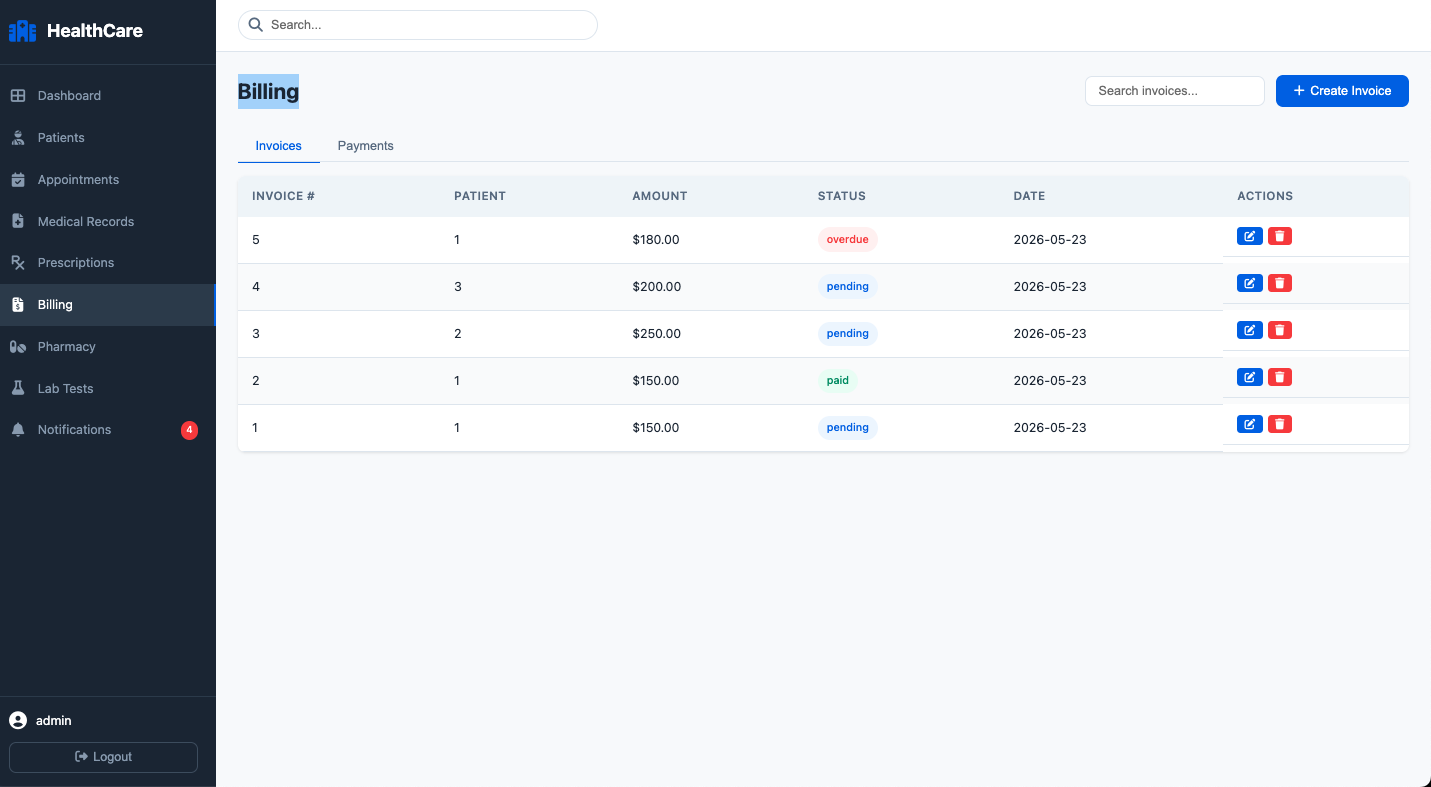 HealthCare
Search...
Dashboard
Patients
Appointments
Medical Records
Prescriptions
Billing
Pharmacy
Lab Tests
Notifications 4
admin
Logout
Billing
Search invoices...
+ Create Invoice
Invoices Payments
INVOICE # PATIENT AMOUNT STATUS DATE ACTIONS
5 1 $180.00 overdue 2026-05-23
4 3 $200.00 pending 2026-05-23
3 2 $250.00 pending 2026-05-23
2 1 $150.00 paid 2026-05-23
1 1 $150.00 pending 2026-05-23